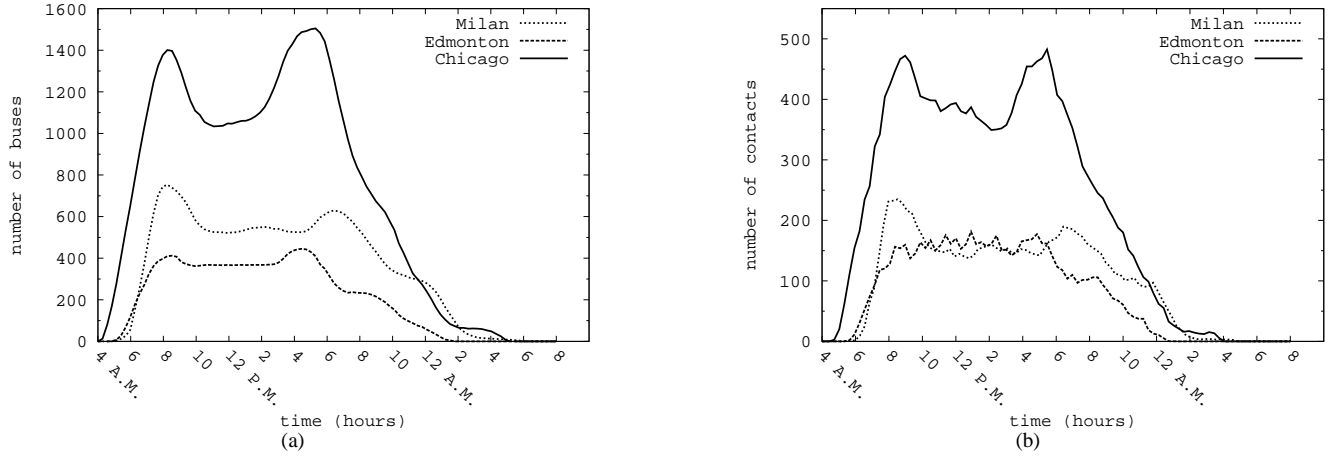 1600
1400
1200
1000
800
600
400
200
0
number of buses
Milan
Edmonton
Chicago
4 6 8 10 12 2 4 6 8 10 12 2 4 6 8
A.M. P.M. A.M.
time (hours)
(a)
500
400
300
200
100
0
number of contacts
Milan
Edmonton
Chicago
4 6 8 10 12 2 4 6 8 10 12 2 4 6 8
A.M. P.M. A.M.
time (hours)
(b)